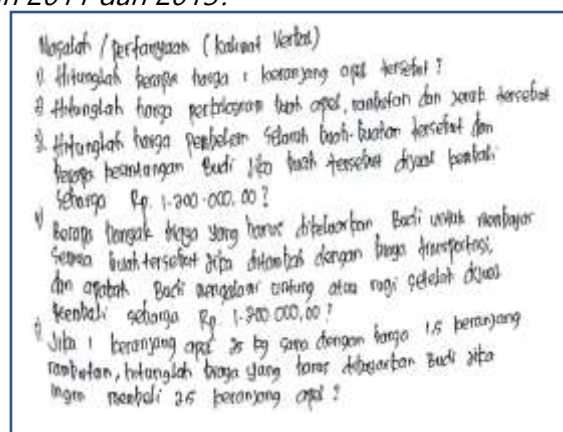 2011 dan 2015?
Masalah / pertanyaan (kalimat verbal)
1) Hitunglah berapa harga 1 keranjang apel tersebut?
2) Hitunglah harga perkilogram buah apel, rambutan dan jeruk tersebut
3) Hitunglah harga pembelian seluruh buah-buahan tersebut dan
berapa keuntungan Budi jika buah tersebut dijual kembali
seharga Rp. 1.200.000,00?
4) Berapa banyak biaya yang harus dikeluarkan Budi untuk membayar
semua buah tersebut jika ditambah dengan biaya transportasi,
dan apakah Budi mengalami untung atau rugi setelah dijual
kembali seharga Rp 1.200.000,00?
5) Jika 1 keranjang apel 25 kg sama dengan harga 1,5 keranjang
rambutan, hitunglah biaya yang harus dikeluarkan Budi jika
ingin membeli 2,5 keranjang apel?